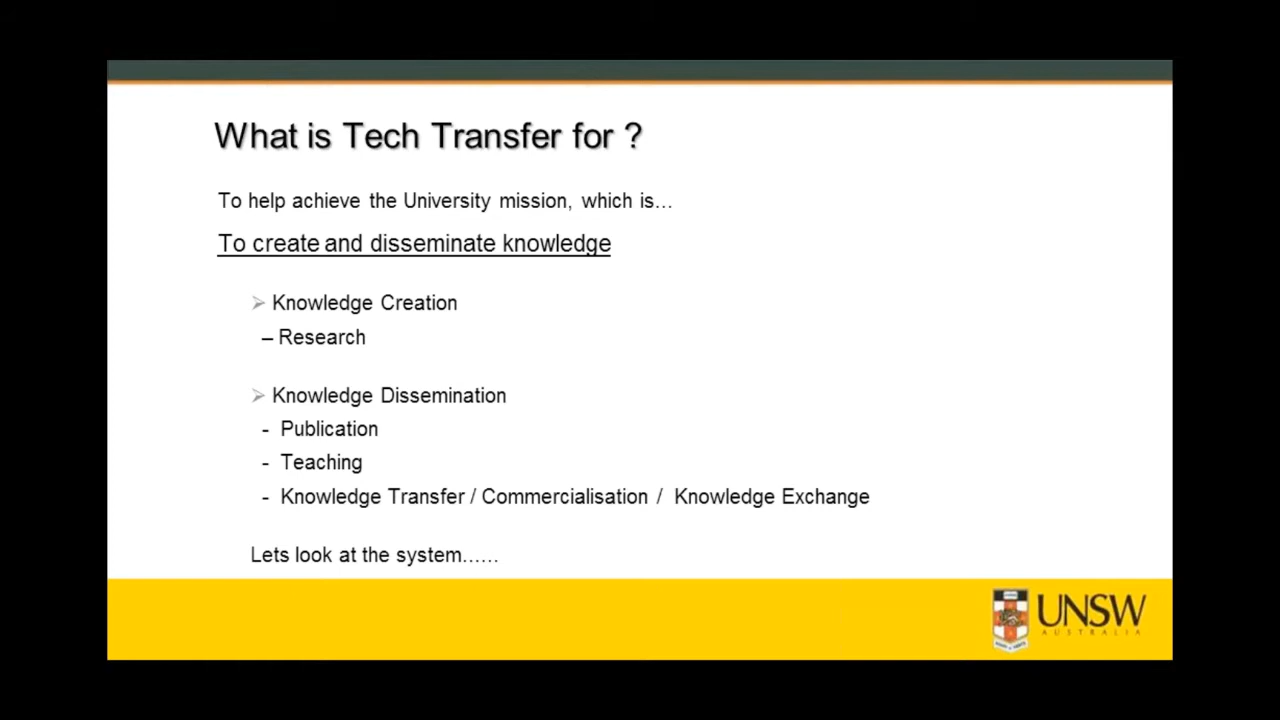 What is Tech Transfer for ?
To help achieve the University mission, which is...
To create and disseminate knowledge
➢ Knowledge Creation
– Research
➢ Knowledge Dissemination
- Publication
- Teaching
- Knowledge Transfer / Commercialisation / Knowledge Exchange
Lets look at the system......
UNSW
AUSTRALIA